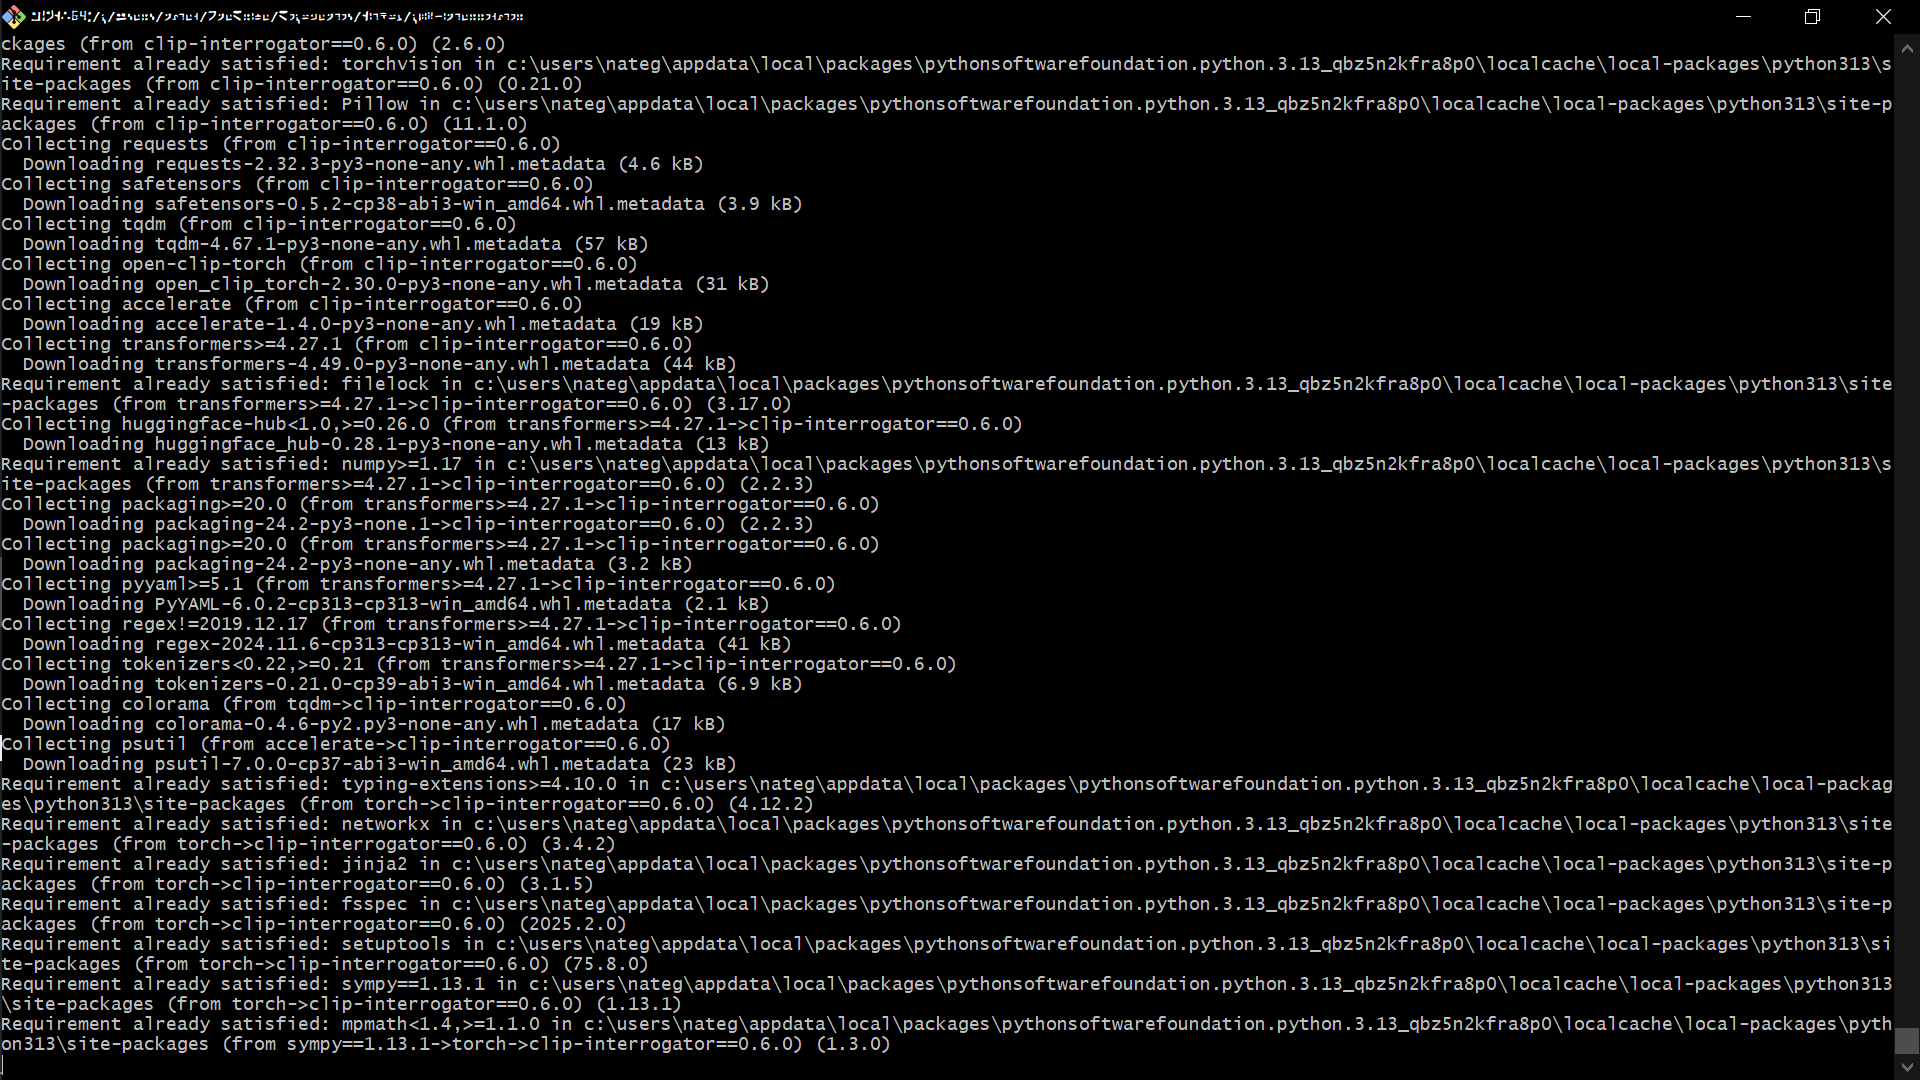 ckages (from clip-interrogator==0.6.0) (2.6.0)
Requirement already satisfied: torchvision in c:\users\nateg\appdata\local\packages\pythonsoftwarefoundation.python.3.13_qbz5n2kfra8p0\localcache\local-packages\python313\s
ite-packages (from clip-interrogator==0.6.0) (0.21.0)
Requirement already satisfied: Pillow in c:\users\nateg\appdata\local\packages\pythonsoftwarefoundation.python.3.13_qbz5n2kfra8p0\localcache\local-packages\python313\site-p
ackages (from clip-interrogator==0.6.0) (11.1.0)
Collecting requests (from clip-interrogator==0.6.0)
  Downloading requests-2.32.3-py3-none-any.whl.metadata (4.6 kB)
Collecting safetensors (from clip-interrogator==0.6.0)
  Downloading safetensors-0.5.2-cp38-abi3-win_amd64.whl.metadata (3.9 kB)
Collecting tqdm (from clip-interrogator==0.6.0)
  Downloading tqdm-4.67.1-py3-none-any.whl.metadata (57 kB)
Collecting open-clip-torch (from clip-interrogator==0.6.0)
  Downloading open_clip_torch-2.30.0-py3-none-any.whl.metadata (31 kB)
Collecting accelerate (from clip-interrogator==0.6.0)
  Downloading accelerate-1.4.0-py3-none-any.whl.metadata (19 kB)
Collecting transformers>=4.27.1 (from clip-interrogator==0.6.0)
  Downloading transformers-4.49.0-py3-none-any.whl.metadata (44 kB)
Requirement already satisfied: filelock in c:\users\nateg\appdata\local\packages\pythonsoftwarefoundation.python.3.13_qbz5n2kfra8p0\localcache\local-packages\python313\site
-packages (from transformers>=4.27.1->clip-interrogator==0.6.0) (3.17.0)
Collecting huggingface-hub<1.0,>=0.26.0 (from transformers>=4.27.1->clip-interrogator==0.6.0)
  Downloading huggingface_hub-0.28.1-py3-none-any.whl.metadata (13 kB)
Requirement already satisfied: numpy>=1.17 in c:\users\nateg\appdata\local\packages\pythonsoftwarefoundation.python.3.13_qbz5n2kfra8p0\localcache\local-packages\python313\s
ite-packages (from transformers>=4.27.1->clip-interrogator==0.6.0) (2.2.3)
Collecting packaging>=20.0 (from transformers>=4.27.1->clip-interrogator==0.6.0)
  Downloading packaging-24.2-py3-none.1->clip-interrogator==0.6.0) (2.2.3)
Collecting packaging>=20.0 (from transformers>=4.27.1->clip-interrogator==0.6.0)
  Downloading packaging-24.2-py3-none-any.whl.metadata (3.2 kB)
Collecting pyyaml>=5.1 (from transformers>=4.27.1->clip-interrogator==0.6.0)
  Downloading PyYAML-6.0.2-cp313-cp313-win_amd64.whl.metadata (2.1 kB)
Collecting regex!=2019.12.17 (from transformers>=4.27.1->clip-interrogator==0.6.0)
  Downloading regex-2024.11.6-cp313-cp313-win_amd64.whl.metadata (41 kB)
Collecting tokenizers<0.22,>=0.21 (from transformers>=4.27.1->clip-interrogator==0.6.0)
  Downloading tokenizers-0.21.0-cp39-abi3-win_amd64.whl.metadata (6.9 kB)
Collecting colorama (from tqdm->clip-interrogator==0.6.0)
  Downloading colorama-0.4.6-py2.py3-none-any.whl.metadata (17 kB)
Collecting psutil (from accelerate->clip-interrogator==0.6.0)
  Downloading psutil-7.0.0-cp37-abi3-win_amd64.whl.metadata (23 kB)
Requirement already satisfied: typing-extensions>=4.10.0 in c:\users\nateg\appdata\local\packages\pythonsoftwarefoundation.python.3.13_qbz5n2kfra8p0\localcache\local-packag
es\python313\site-packages (from torch->clip-interrogator==0.6.0) (4.12.2)
Requirement already satisfied: networkx in c:\users\nateg\appdata\local\packages\pythonsoftwarefoundation.python.3.13_qbz5n2kfra8p0\localcache\local-packages\python313\site
-packages (from torch->clip-interrogator==0.6.0) (3.4.2)
Requirement already satisfied: jinja2 in c:\users\nateg\appdata\local\packages\pythonsoftwarefoundation.python.3.13_qbz5n2kfra8p0\localcache\local-packages\python313\site-p
ackages (from torch->clip-interrogator==0.6.0) (3.1.5)
Requirement already satisfied: fsspec in c:\users\nateg\appdata\local\packages\pythonsoftwarefoundation.python.3.13_qbz5n2kfra8p0\localcache\local-packages\python313\site-p
ackages (from torch->clip-interrogator==0.6.0) (2025.2.0)
Requirement already satisfied: setuptools in c:\users\nateg\appdata\local\packages\pythonsoftwarefoundation.python.3.13_qbz5n2kfra8p0\localcache\local-packages\python313\si
te-packages (from torch->clip-interrogator==0.6.0) (75.8.0)
Requirement already satisfied: sympy==1.13.1 in c:\users\nateg\appdata\local\packages\pythonsoftwarefoundation.python.3.13_qbz5n2kfra8p0\localcache\local-packages\python313
\site-packages (from torch->clip-interrogator==0.6.0) (1.13.1)
Requirement already satisfied: mpmath<1.4,>=1.1.0 in c:\users\nateg\appdata\local\packages\pythonsoftwarefoundation.python.3.13_qbz5n2kfra8p0\localcache\local-packages\pyth
on313\site-packages (from sympy==1.13.1->torch->clip-interrogator==0.6.0) (1.3.0)